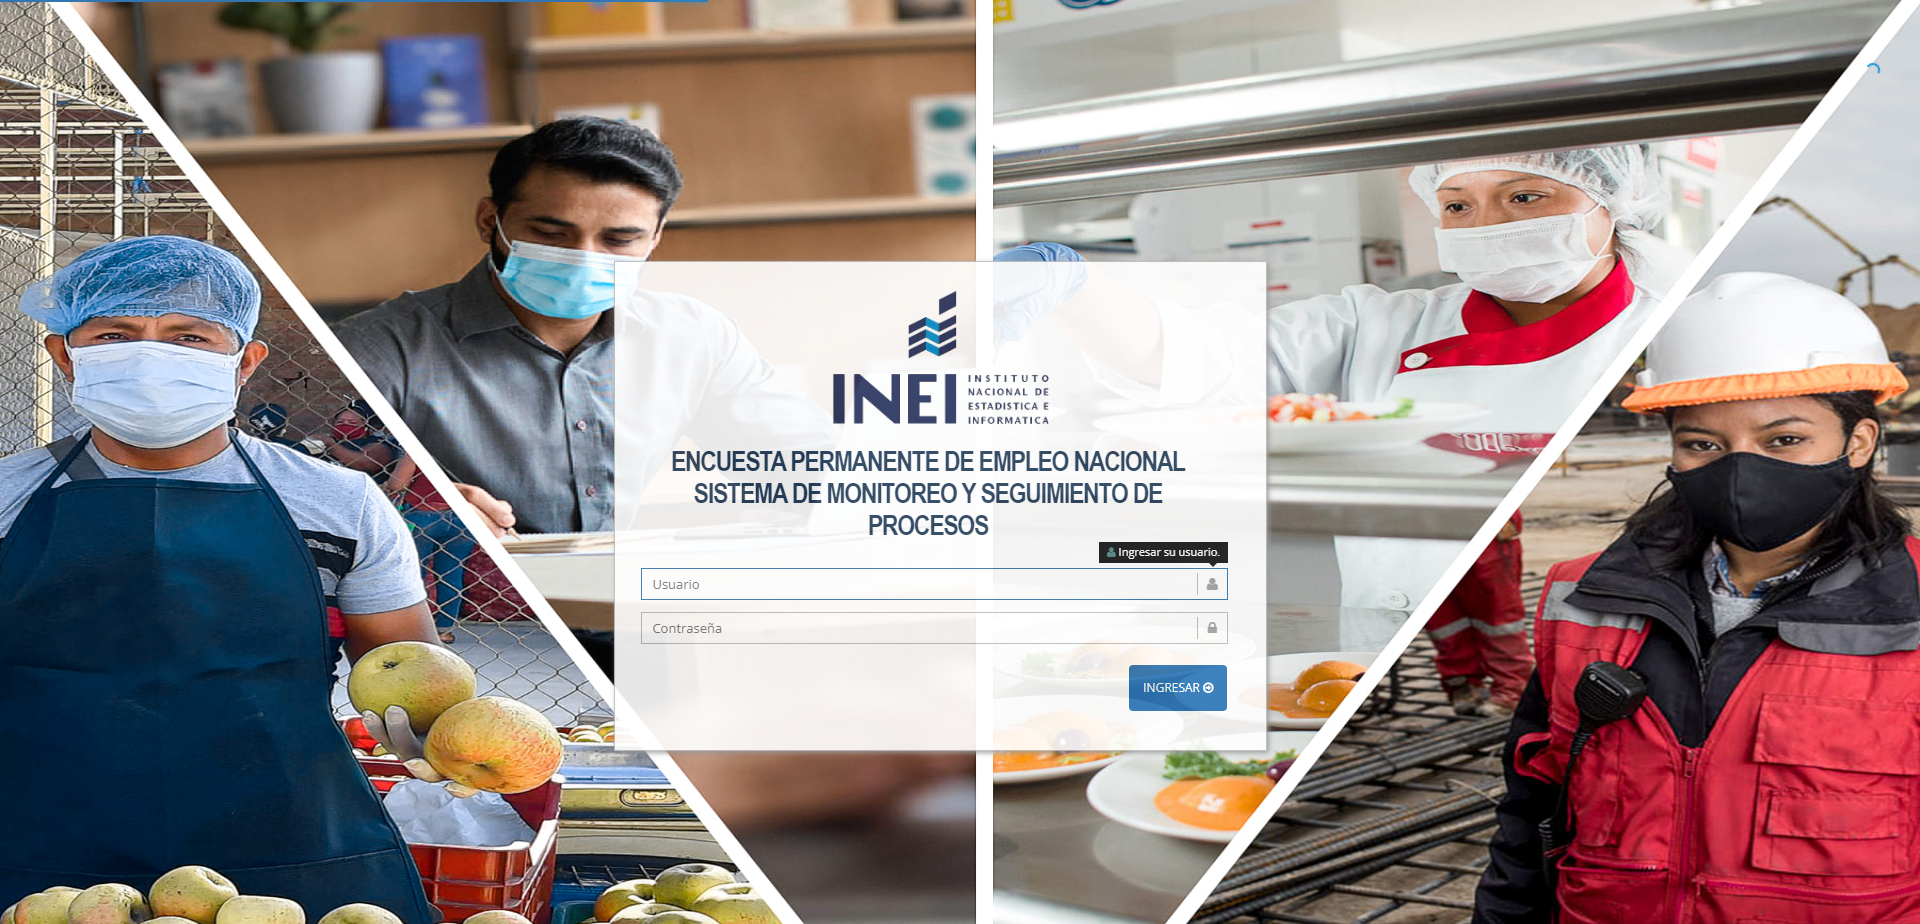 INEI
INSTITUTO
NACIONAL DE
ESTADISTICA E
INFORMATICA
ENCUESTA PERMANENTE DE EMPLEO NACIONAL
SISTEMA DE MONITOREO Y SEGUIMIENTO DE
PROCESOS
Ingresar su usuario.
Usuario
Contraseña
INGRESAR